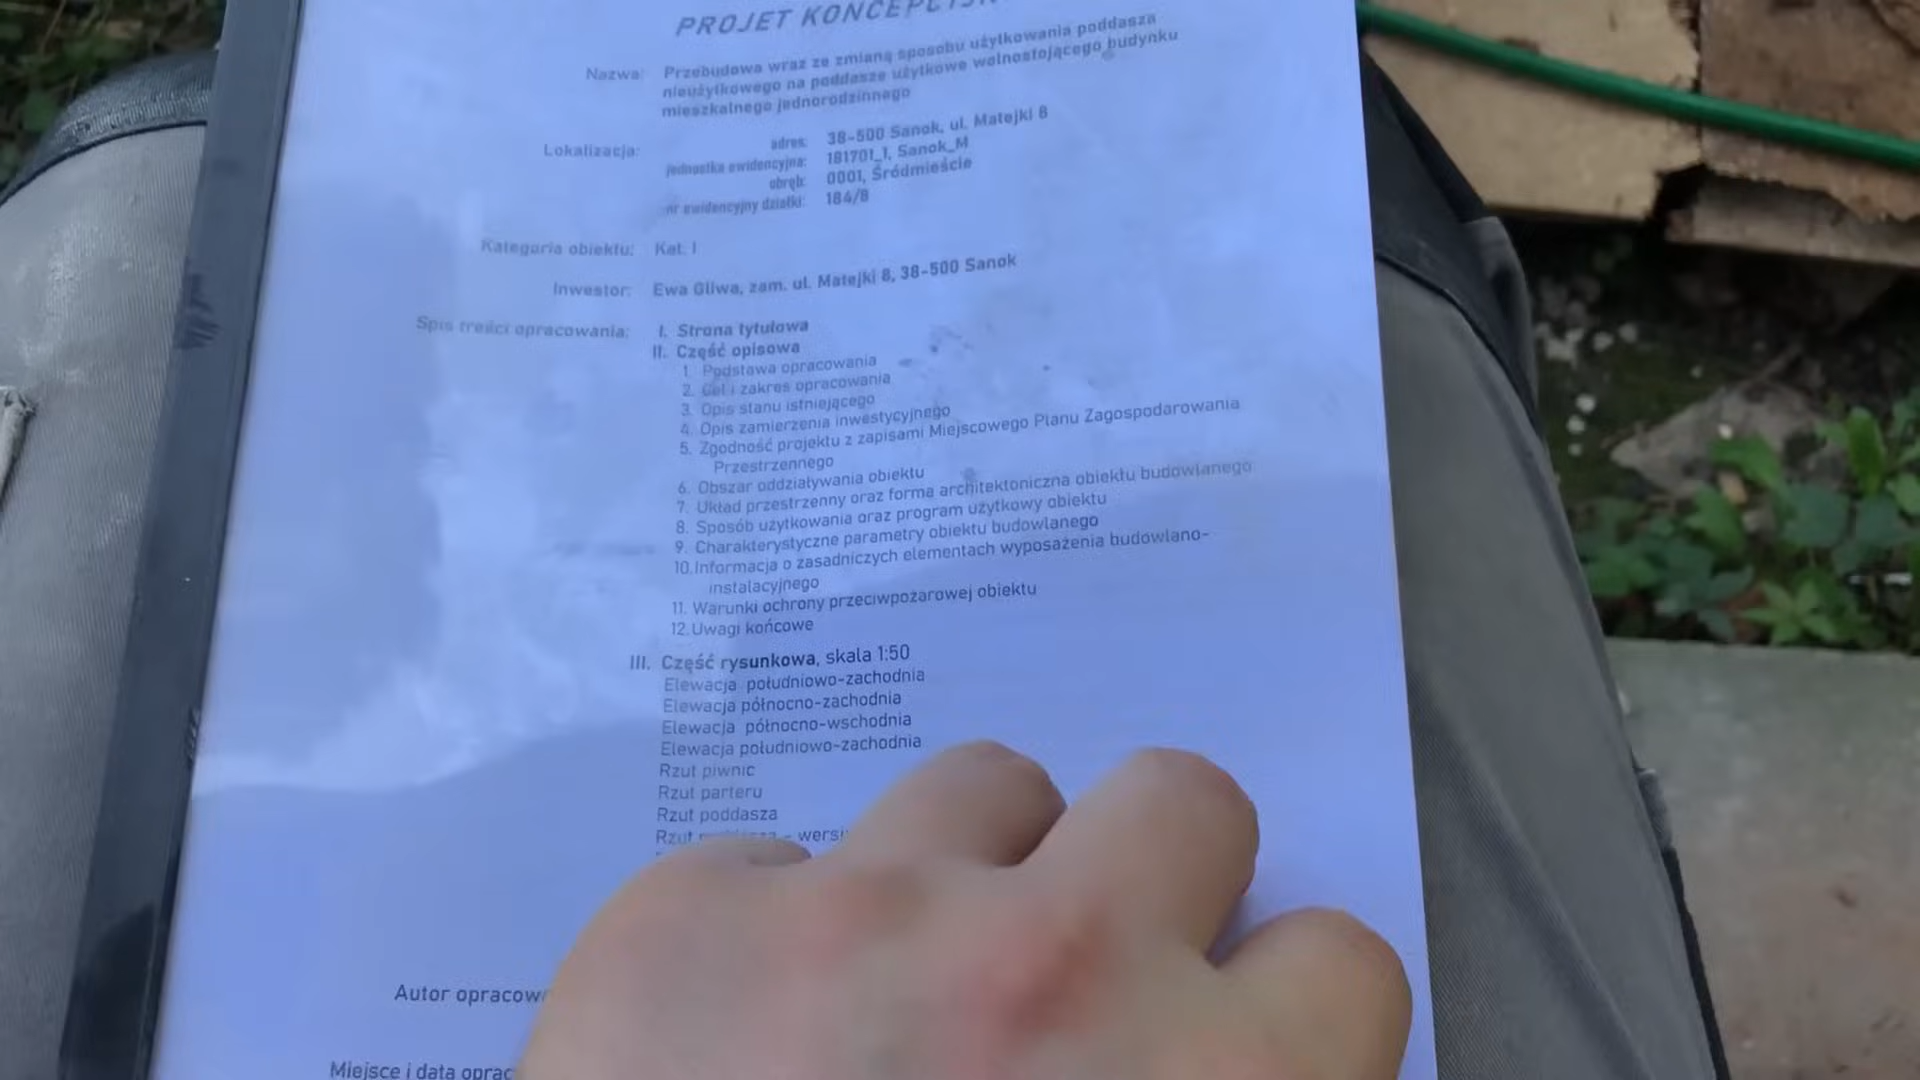 PROJET KONCEPCYJN
Nazwa: Przebudowa wraz ze zmianą sposobu użytkowania poddasza
nieużytkowego na poddasze użytkowe wolnostojącego budynku
mieszkalnego jednorodzinnego
Lokalizacja:
adres: 38-500 Sanok, ul. Matejki 8
jednostka ewidencyjna: 181701_1, Sanok_M
obręb: 0001, Śródmieście
nr ewidencyjny działki: 184/8
Kategoria obiektu: Kat. I
Inwestor: Ewa Gliwa, zam. ul. Matejki 8, 38-500 Sanok
Spis treści opracowania: I. Strona tytułowa
II. Część opisowa
1. Podstawa opracowania
2. Cel i zakres opracowania
3. Opis stanu istniejącego
4. Opis zamierzenia inwestycyjnego
5. Zgodność projektu z zapisami Miejscowego Planu Zagospodarowania
Przestrzennego
6. Obszar oddziaływania obiektu
7. Układ przestrzenny oraz forma architektoniczna obiektu budowlanego
8. Sposób użytkowania oraz program użytkowy obiektu
9. Charakterystyczne parametry obiektu budowlanego
10. Informacja o zasadniczych elementach wyposażenia budowlano-
instalacyjnego
11. Warunki ochrony przeciwpożarowej obiektu
12. Uwagi końcowe
III. Część rysunkowa, skala 1:50
Elewacja południowo-zachodnia
Elewacja północno-zachodnia
Elewacja północno-wschodnia
Elewacja południowo-zachodnia
Rzut piwnic
Rzut parteru
Rzut poddasza
Rzut - wersj
Autor opracow
Miejsce i data oprac